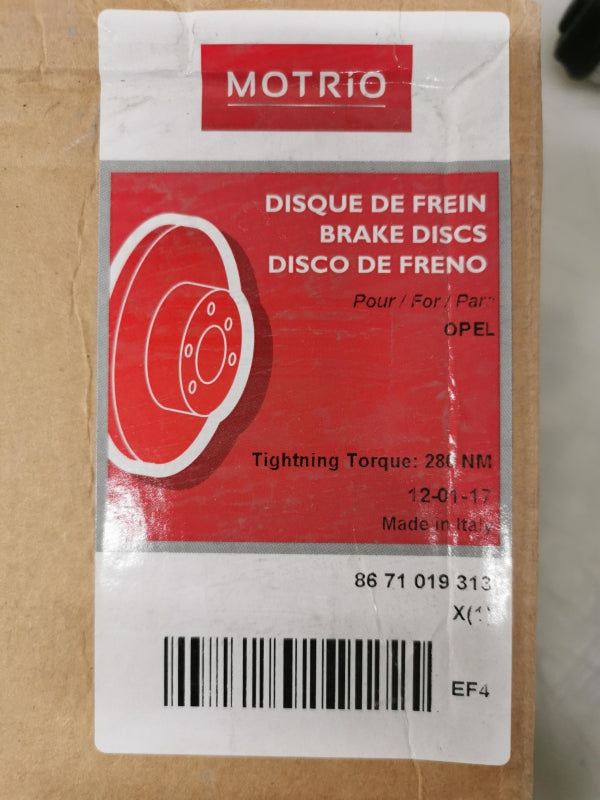 MOTRIO
DISQUE DE FREIN
BRAKE DISCS
DISCO DE FRENO
Pour / For / Para
OPEL
Tightning Torque: NM
12-01-17
Made in Italy
86 71 019 313
EF4